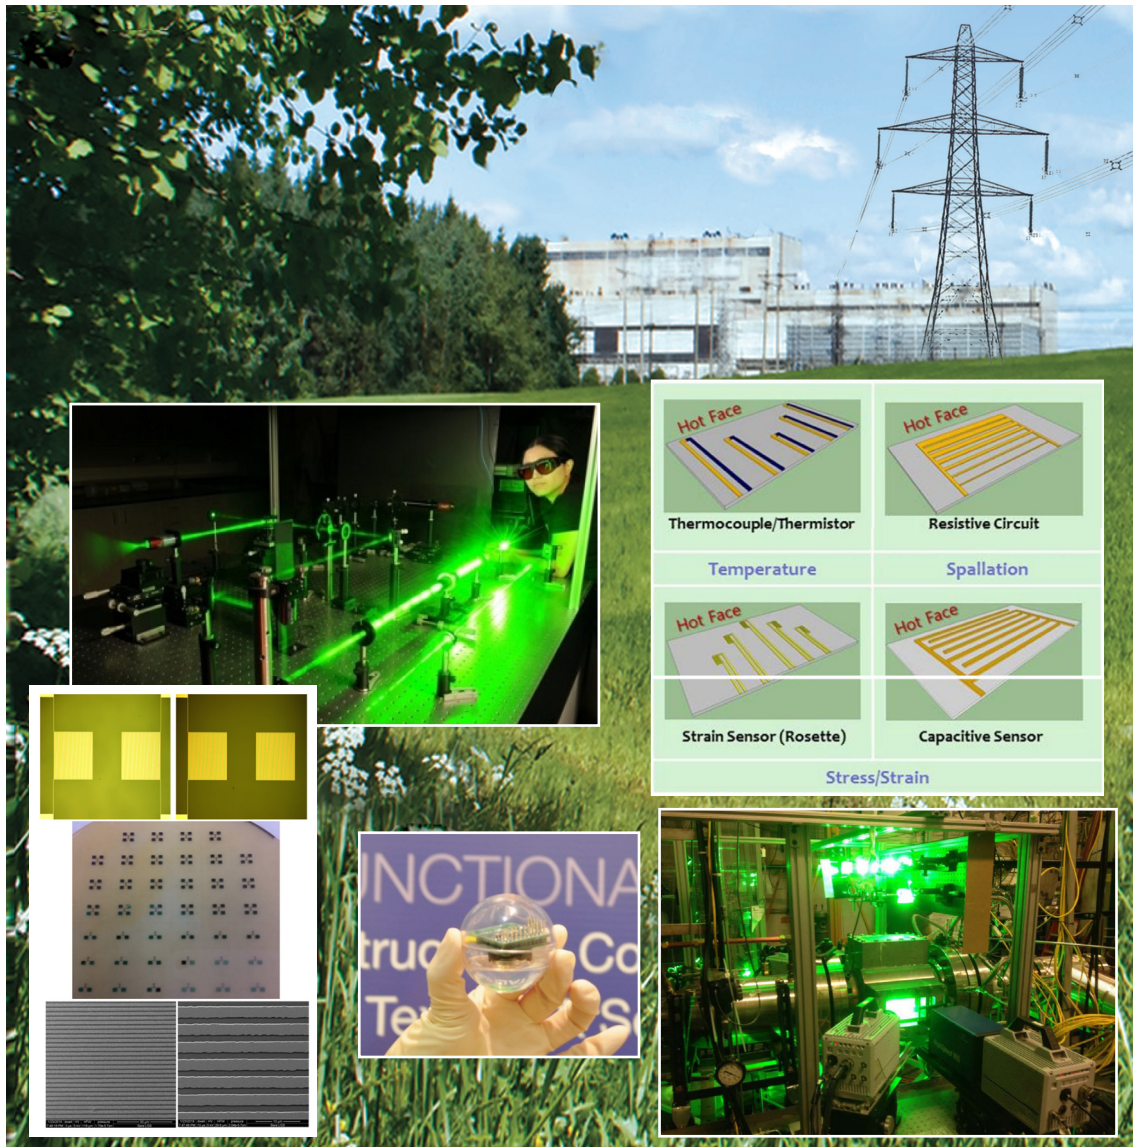 Hot Face
Hot Face
Thermocouple/Thermistor
Resistive Circuit
Temperature
Spallation
Hot Face
Hot Face
Strain Sensor (Rosette)
Capacitive Sensor
Stress/Strain
UNCTIONA
truc
Co
Te